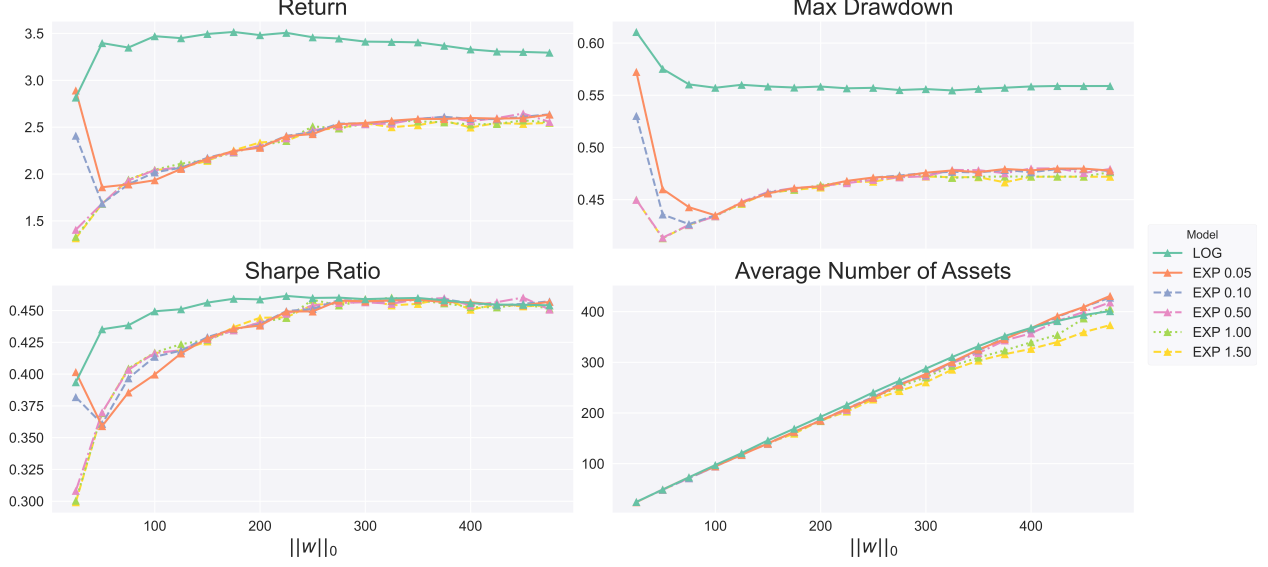 Return
3.5
3.0
2.5
2.0
1.5
Max Drawdown
0.60
0.55
0.50
0.45
Sharpe Ratio
0.450
0.425
0.400
0.375
0.350
0.325
0.300
100 200 300 400
||w||₀
Average Number of Assets
400
300
200
100
100 200 300 400
||w||₀
Model
LOG
EXP 0.05
EXP 0.10
EXP 0.50
EXP 1.00
EXP 1.50